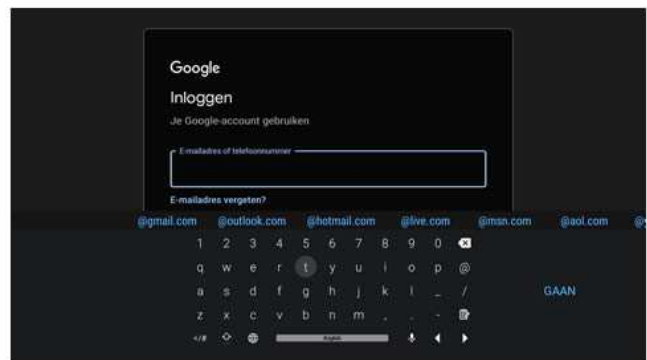 Google
Inloggen
Je Google-account gebruiken
E-mailadres of telefoonnummer
E-mailadres vergeten?
@gmail.com @outlook.com @hotmail.com @live.com @msn.com @aol.com @y
1 2 3 4 5 6 7 8 9 0
q w e r t y u i o p @
a s d f g h j k l _ /
z x c v b n m , . -
GAAN
</# English